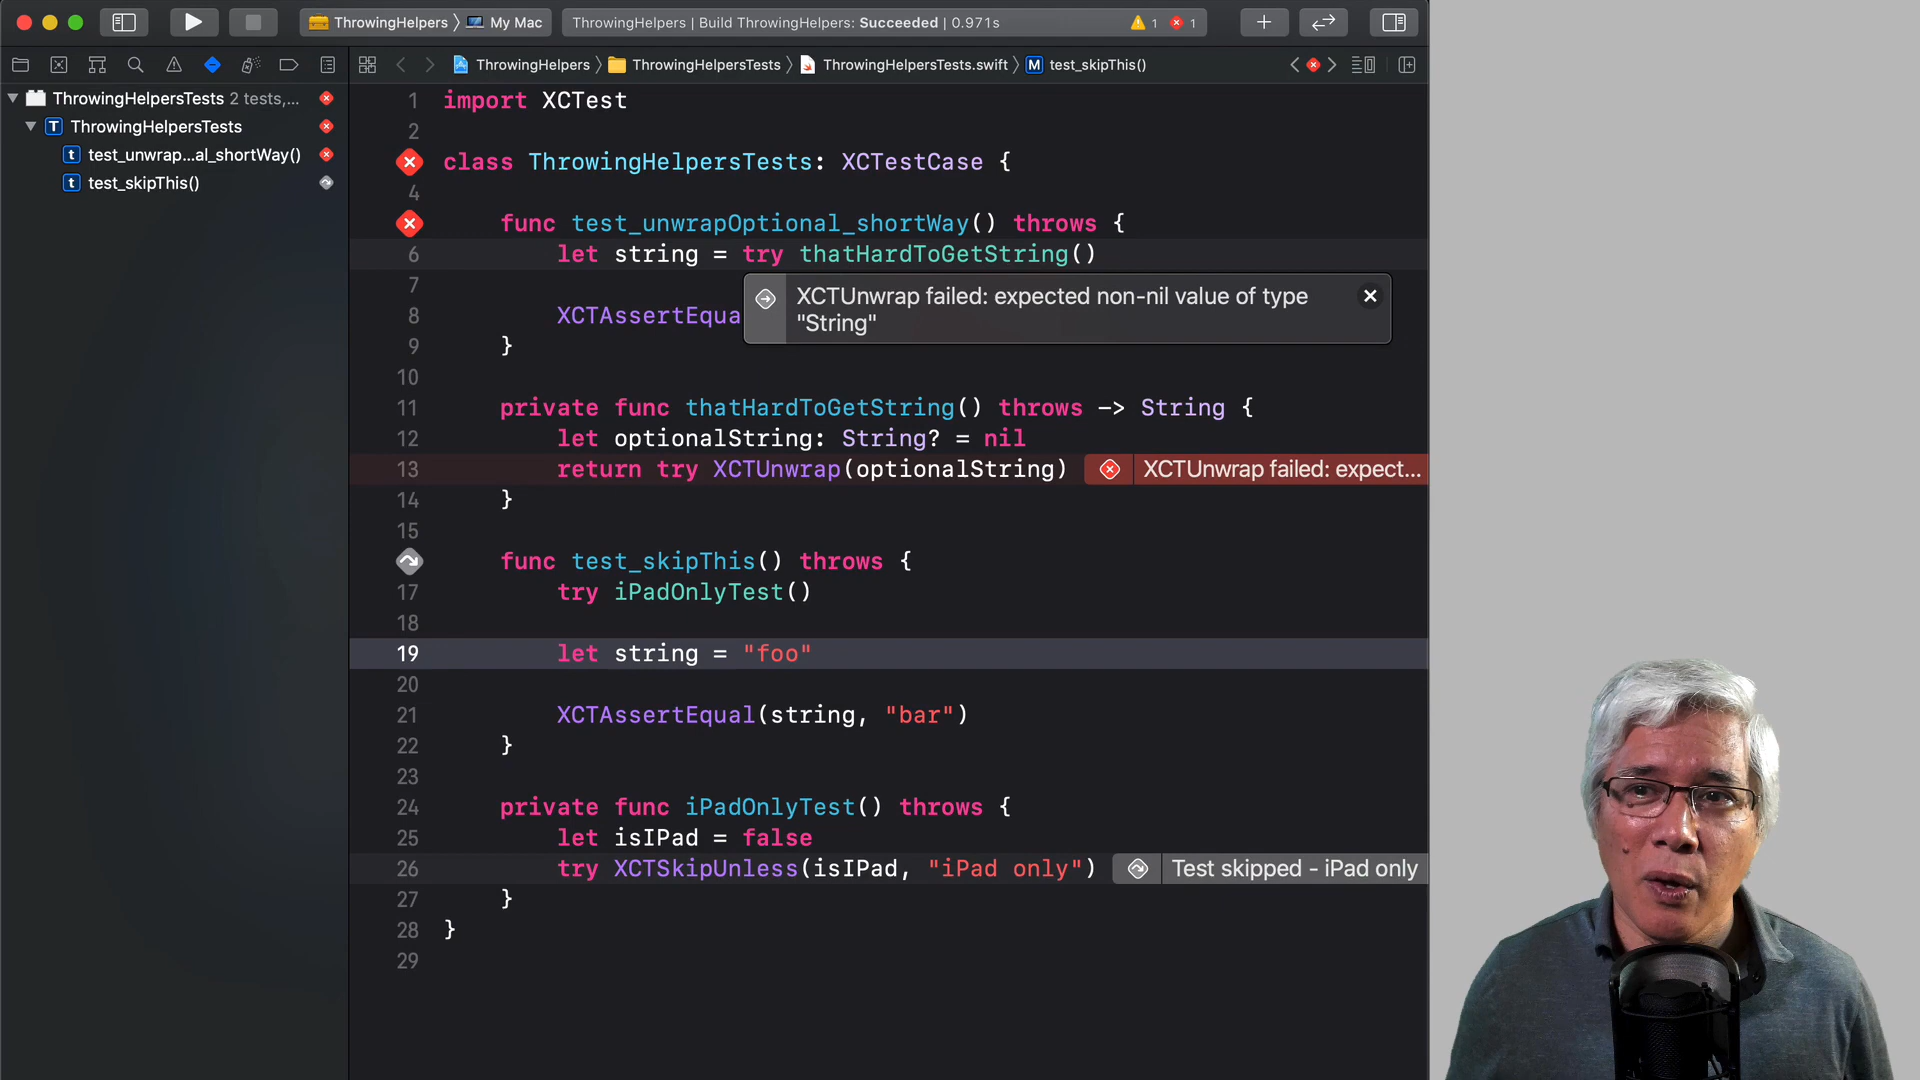 ThrowingHelpers 〉 My Mac
ThrowingHelpers | Build ThrowingHelpers: Succeeded | 0.971s
1 1
ThrowingHelpers 〉 ThrowingHelpersTests 〉 ThrowingHelpersTests.swift 〉 M test_skipThis()
ThrowingHelpersTests 2 tests,...
T ThrowingHelpersTests
t test_unwrap...al_shortWay()
t test_skipThis()
1 import XCTest
2
class ThrowingHelpersTests: XCTestCase {
4
func test_unwrapOptional_shortWay() throws {
6 let string = try thatHardToGetString()
7
XCTUnwrap failed: expected non-nil value of type
"String"
8 XCTAssertEqua
9 }
10
11 private func thatHardToGetString() throws -> String {
12 let optionalString: String? = nil
13 return try XCTUnwrap(optionalString) XCTUnwrap failed: expect...
14 }
15
func test_skipThis() throws {
17 try iPadOnlyTest()
18
19 let string = "foo"
20
21 XCTAssertEqual(string, "bar")
22 }
23
24 private func iPadOnlyTest() throws {
25 let isIPad = false
26 try XCTSkipUnless(isIPad, "iPad only") Test skipped - iPad only
27 }
28 }
29